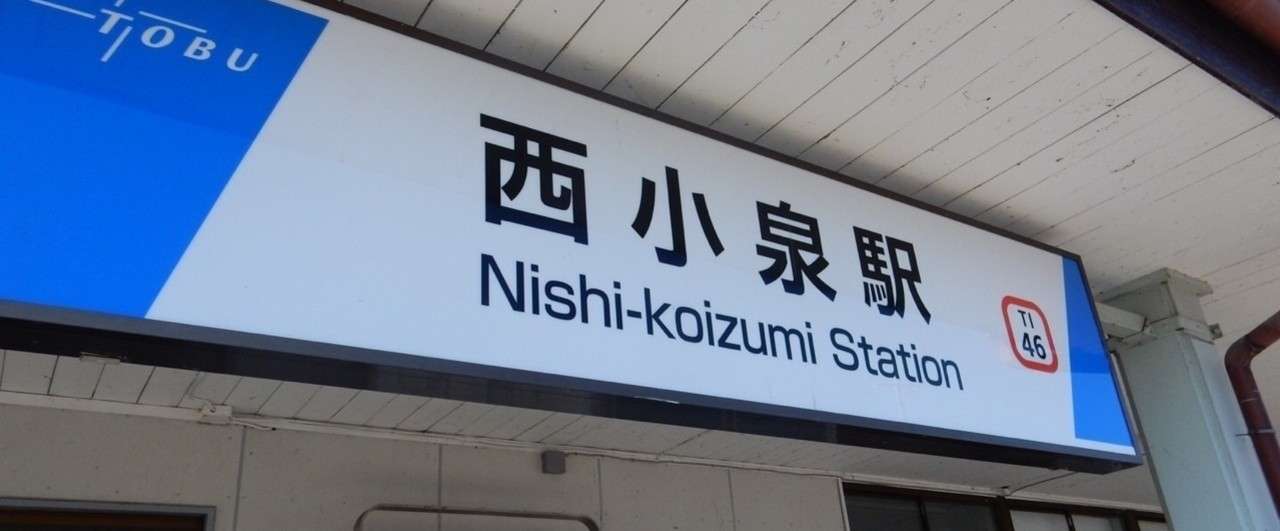 TOBU
西小泉駅
Nishi-koizumi Station
TI
46